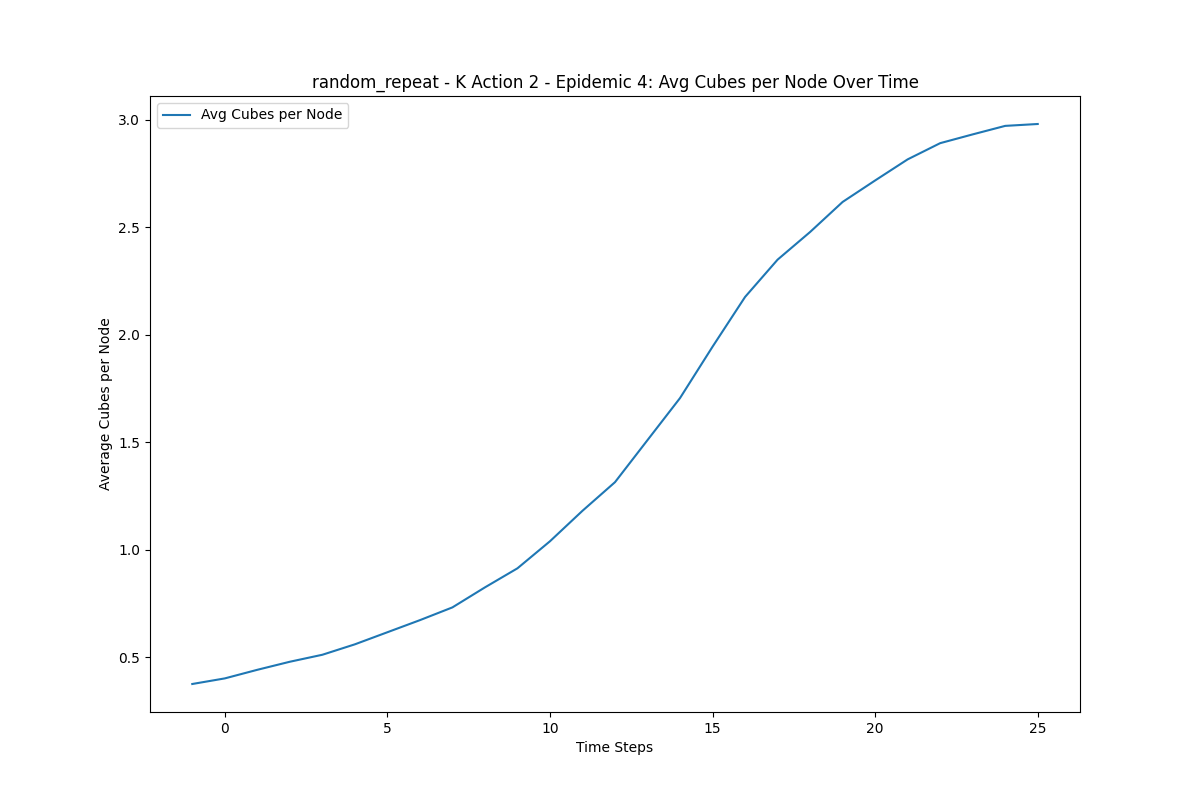 random_repeat - K Action 2 - Epidemic 4: Avg Cubes per Node Over Time
Avg Cubes per Node
3.0
2.5
2.0
1.5
1.0
0.5
Average Cubes per Node
0 5 10 15 20 25
Time Steps